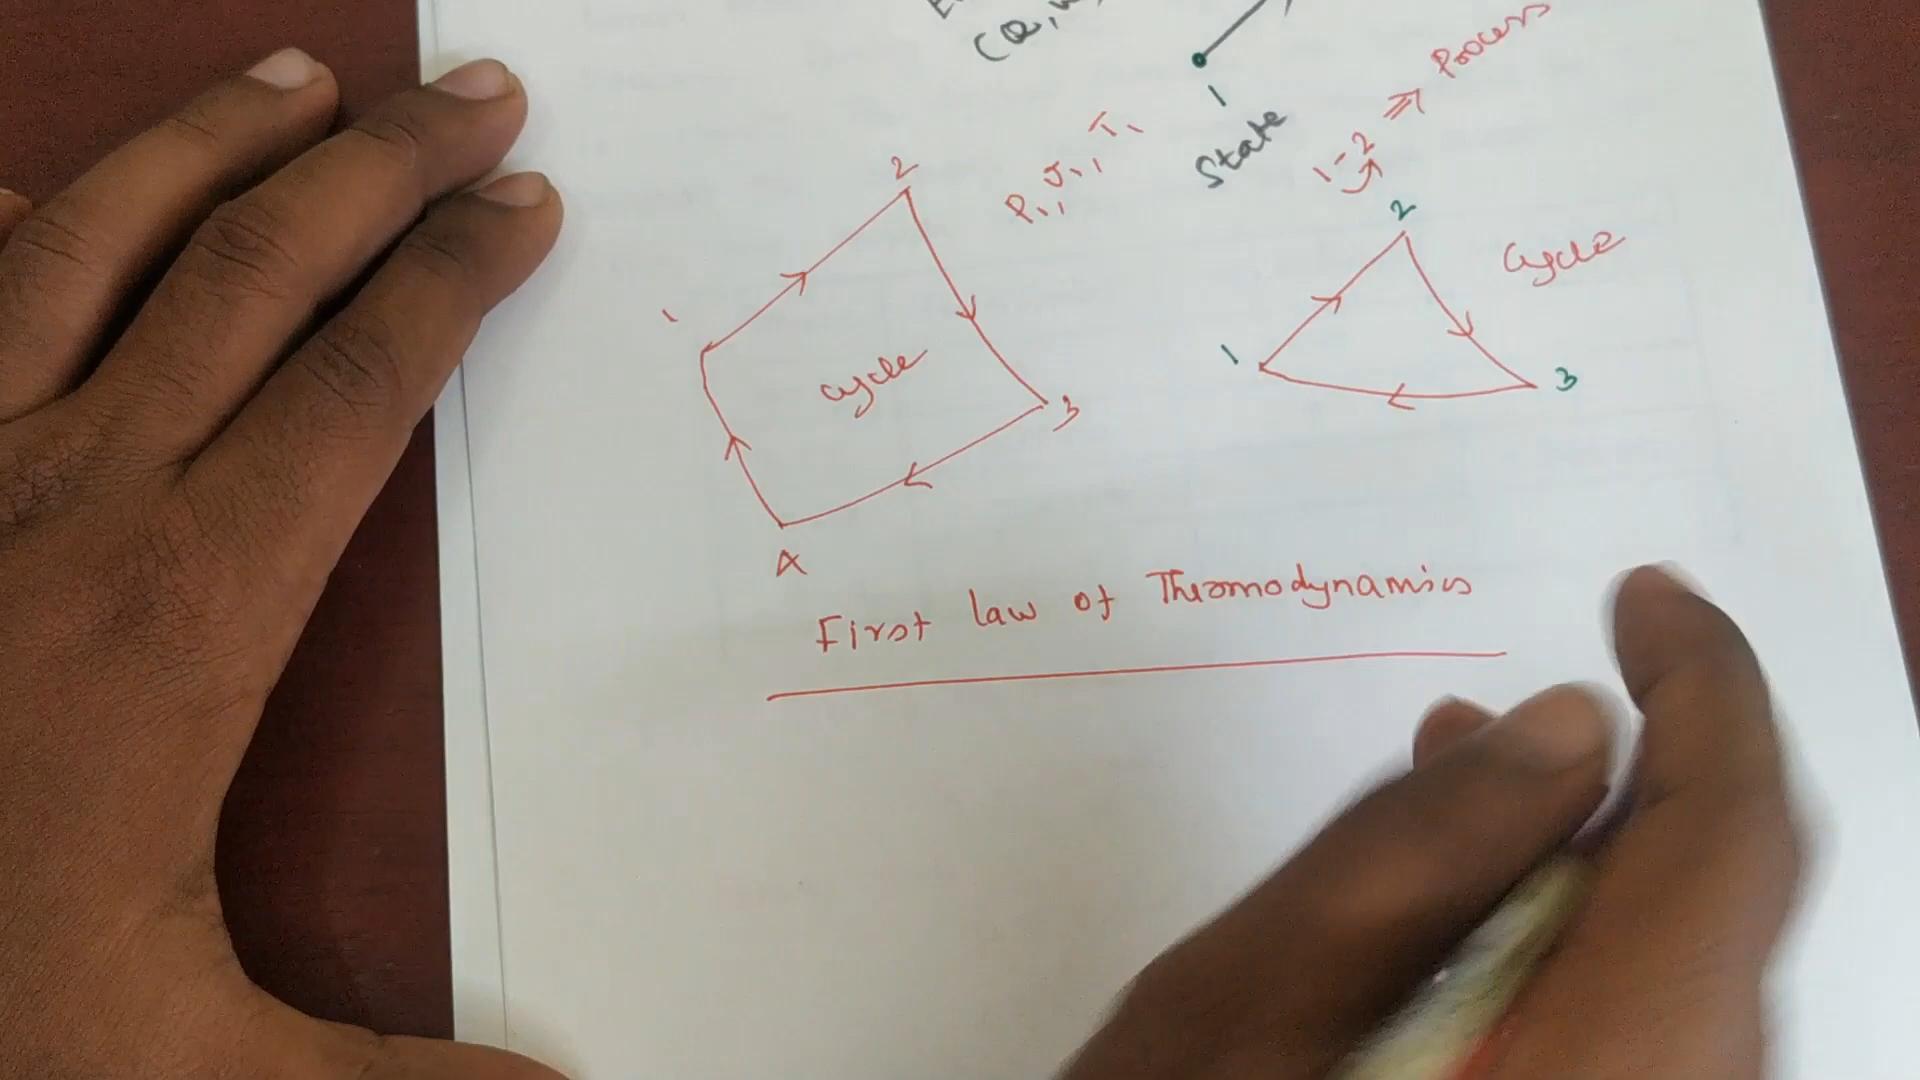 (Q,
1
State
1-2 ⇒ Process
P1, V1, T1
1
2
3
4
cycle
1
2
3
Cycle
First law of Thermodynamics